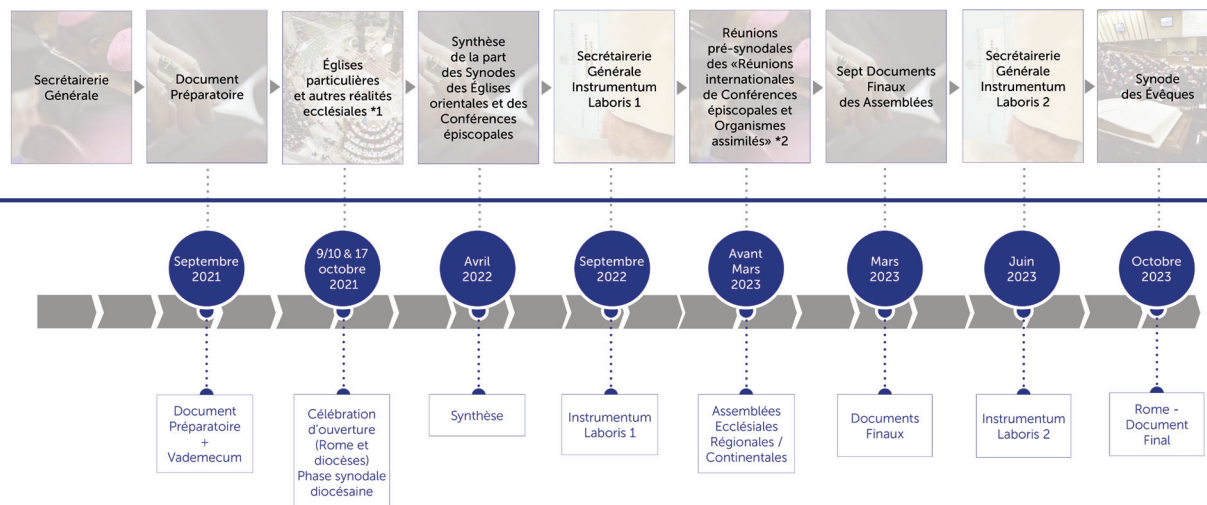 Secrétairerie
Générale
Document
Préparatoire
Églises
particulières
et autres réalités
ecclésiales *1
Synthèse
de la part
des Synodes
des Églises
orientales et des
Conférences
épiscopales
Secrétairerie
Générale
Instrumentum
Laboris 1
Réunions
pré-synodales
des «Réunions
internationales
de Conférences
épiscopales et
Organismes
assimilés» *2
Sept Documents
Finaux
des Assemblées
Secrétairerie
Générale
Instrumentum
Laboris 2
Synode
des Évêques
Septembre
2021
9/10 & 17
octobre
2021
Avril
2022
Septembre
2022
Avant
Mars
2023
Mars
2023
Juin
2023
Octobre
2023
Document
Préparatoire
+
Vademecum
Célébration
d'ouverture
(Rome et
diocèses)
Phase synodale
diocésaine
Synthèse
Instrumentum
Laboris 1
Assemblées
Ecclésiales
Régionales /
Continentales
Documents
Finaux
Instrumentum
Laboris 2
Rome -
Document
Final